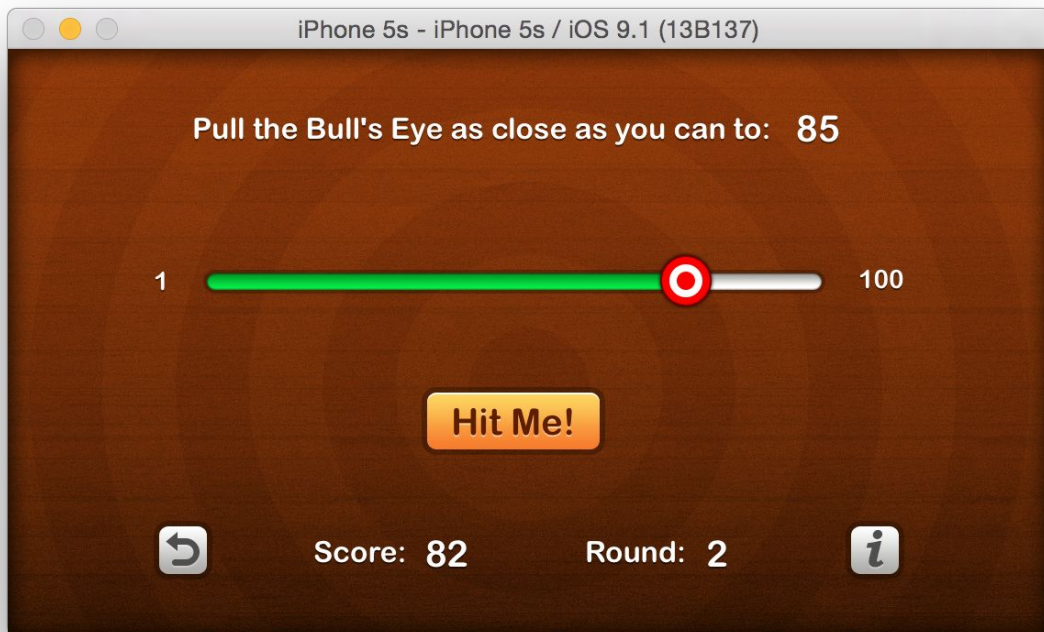 iPhone 5s - iPhone 5s / iOS 9.1 (13B137)
Pull the Bull's Eye as close as you can to: 85
1 100
Hit Me!
Score: 82 Round: 2